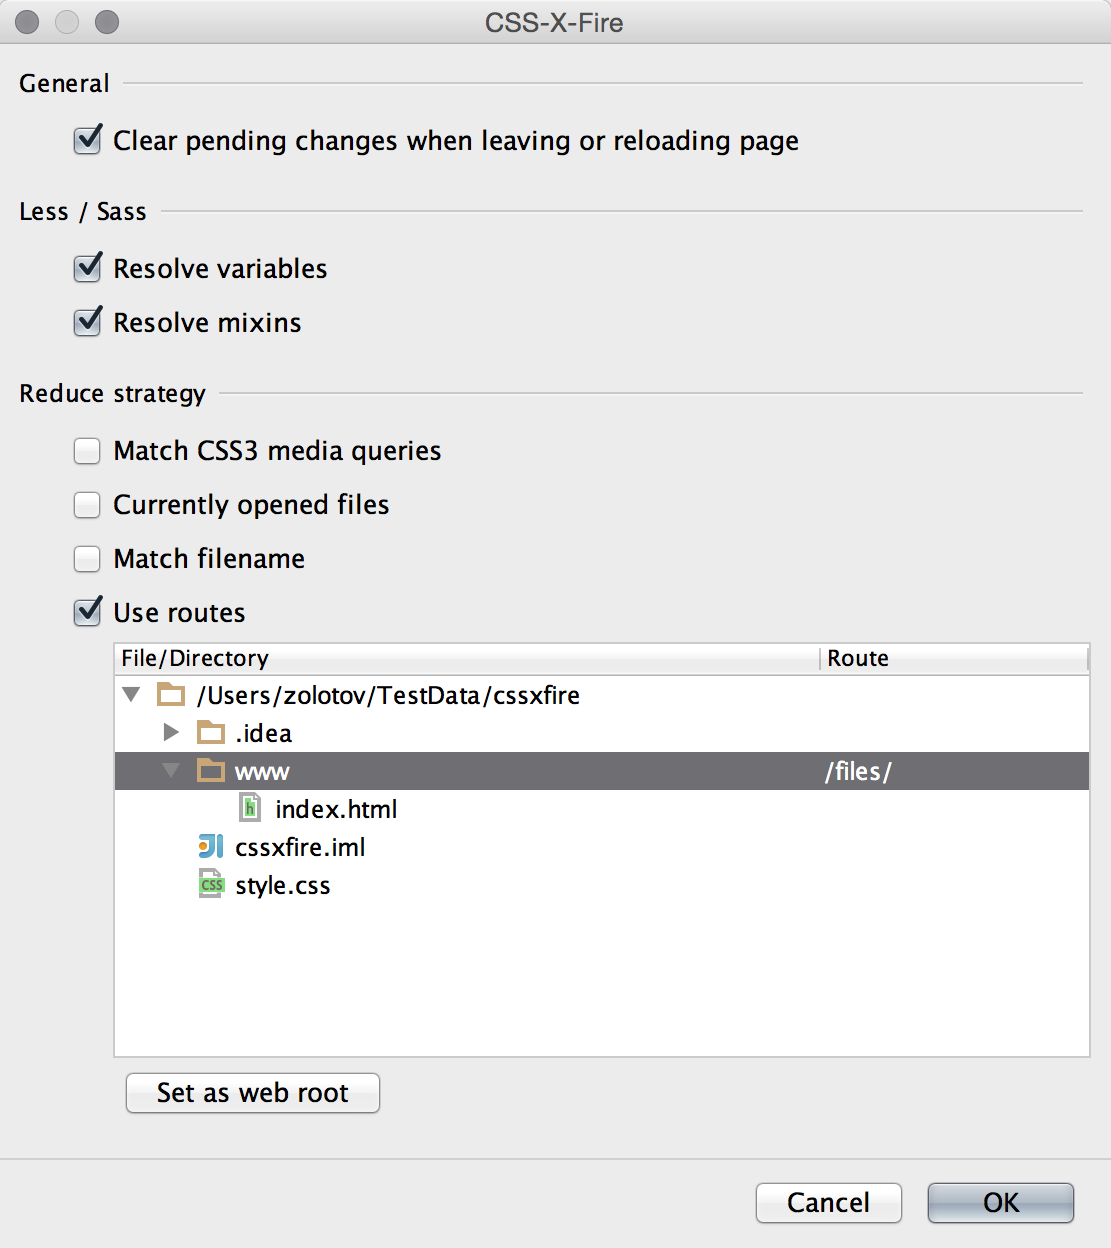 CSS-X-Fire
General
Clear pending changes when leaving or reloading page
Less / Sass
Resolve variables
Resolve mixins
Reduce strategy
Match CSS3 media queries
Currently opened files
Match filename
Use routes
File/Directory Route
/Users/zolotov/TestData/cssxfire
.idea
www /files/
h index.html
JI cssxfire.iml
CSS style.css
Set as web root
Cancel OK